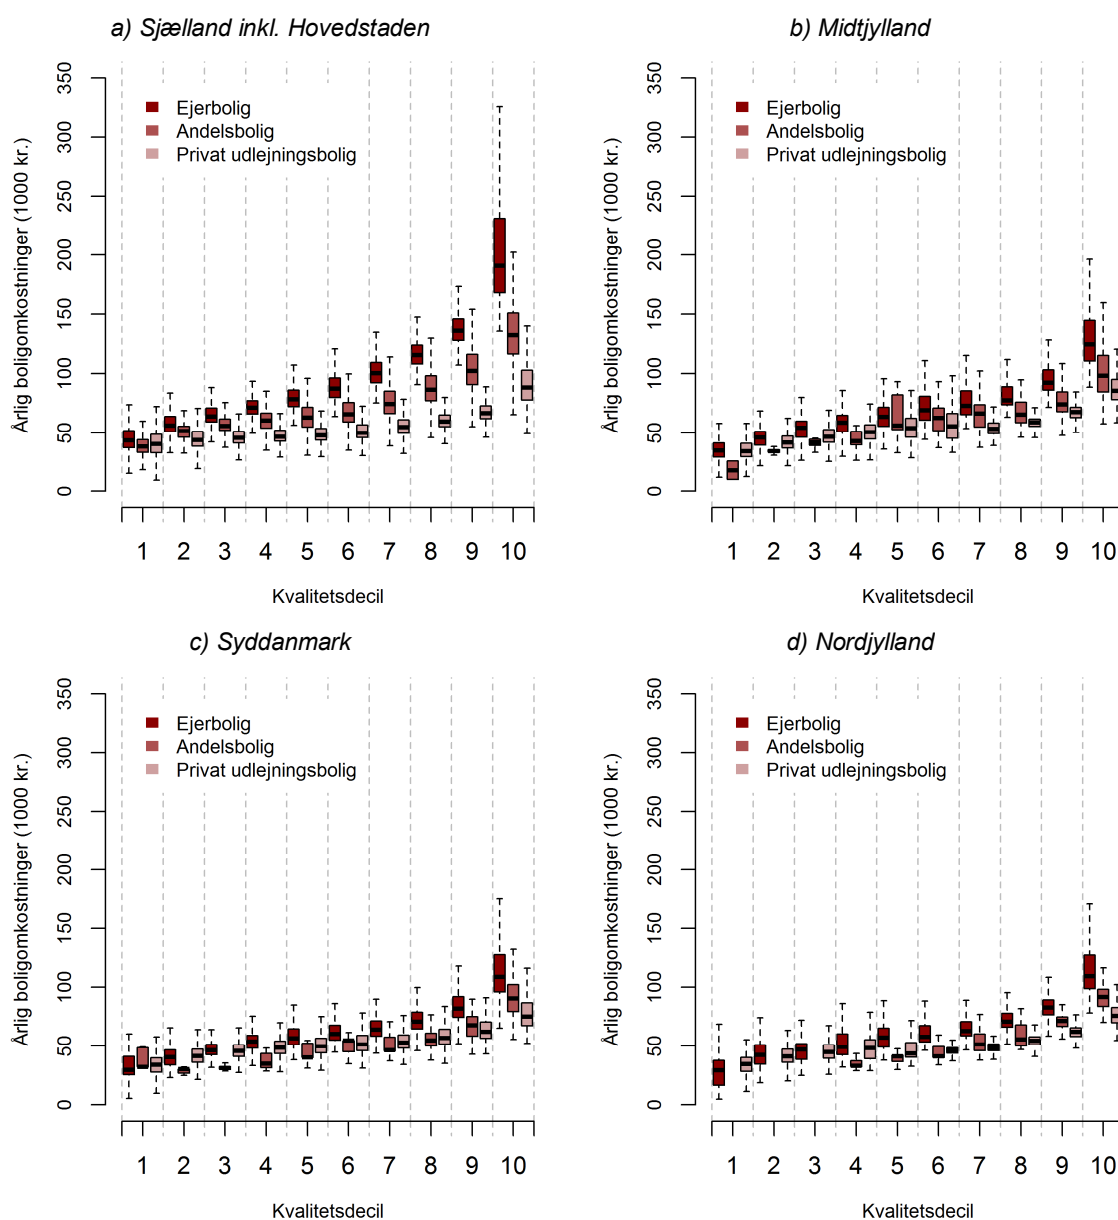 a) Sjælland inkl. Hovedstaden
Årlig boligomkostninger (1000 kr.)
350
300
250
200
150
100
50
0
Ejerbolig
Andelsbolig
Privat udlejningsbolig
1 2 3 4 5 6 7 8 9 10
Kvalitetsdecil
b) Midtjylland
Årlig boligomkostninger (1000 kr.)
350
300
250
200
150
100
50
0
Ejerbolig
Andelsbolig
Privat udlejningsbolig
1 2 3 4 5 6 7 8 9 10
Kvalitetsdecil
c) Syddanmark
Årlig boligomkostninger (1000 kr.)
350
300
250
200
150
100
50
0
Ejerbolig
Andelsbolig
Privat udlejningsbolig
1 2 3 4 5 6 7 8 9 10
Kvalitetsdecil
d) Nordjylland
Årlig boligomkostninger (1000 kr.)
350
300
250
200
150
100
50
0
Ejerbolig
Andelsbolig
Privat udlejningsbolig
1 2 3 4 5 6 7 8 9 10
Kvalitetsdecil